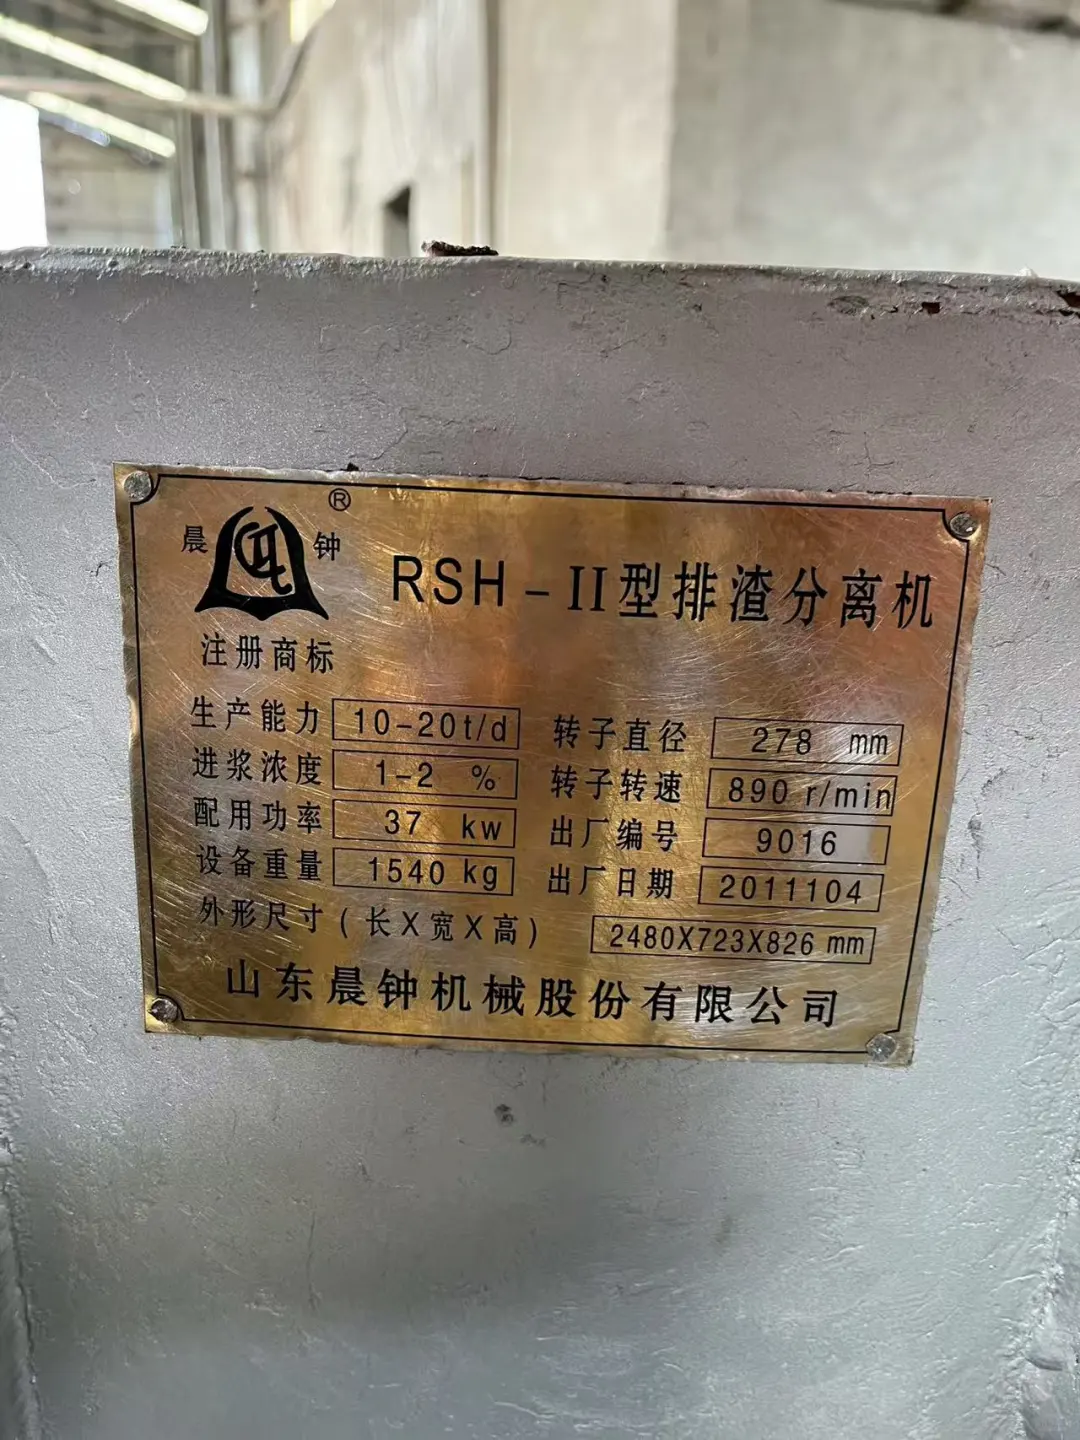 晨 钟 ®
注册商标
RSH-II型排渣分离机
生产能力 10-20t/d 转子直径 278 mm
进浆浓度 1-2 % 转子转速 890 r/min
配用功率 37 kw 出厂编号 9016
设备重量 1540 kg 出厂日期 2011104
外形尺寸(长X宽X高) 2480X723X826 mm
山东晨钟机械股份有限公司